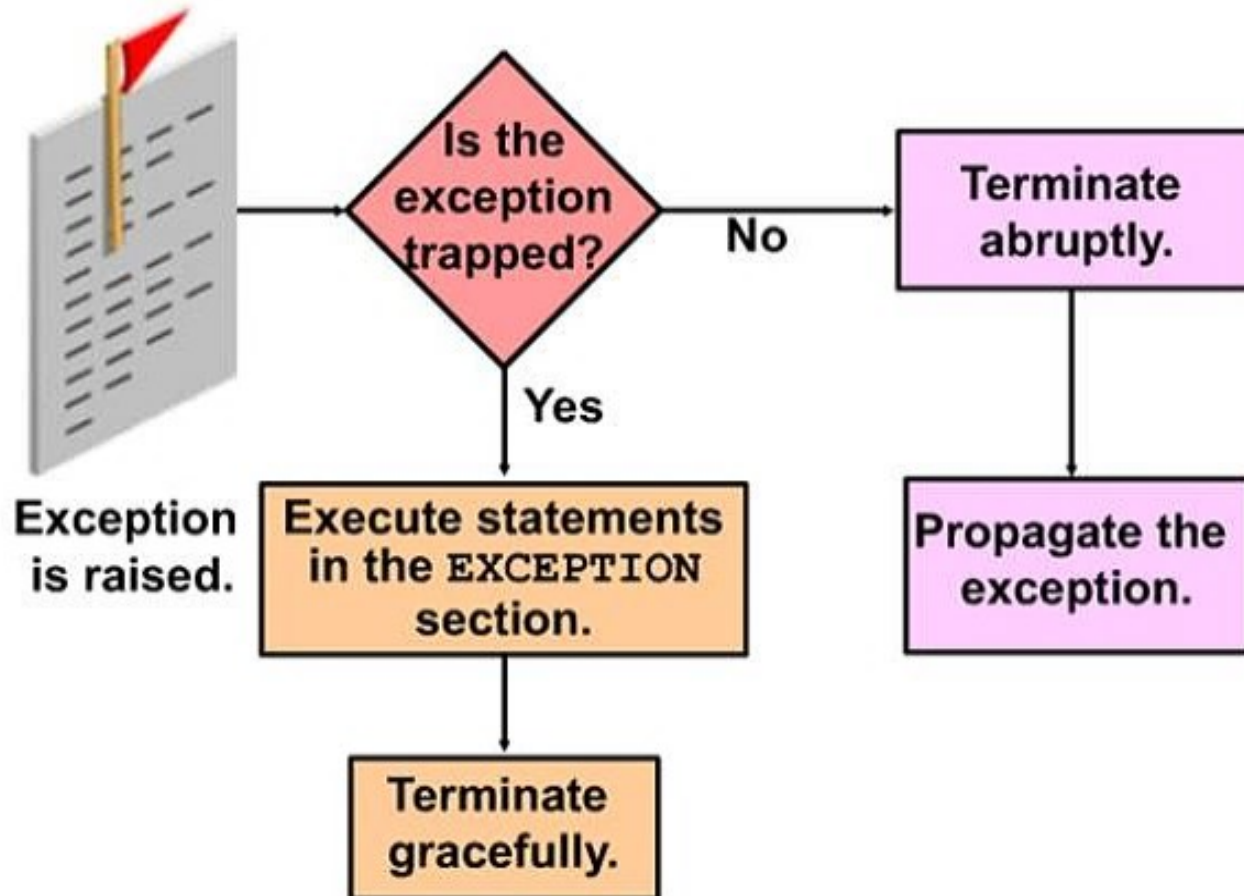 Is the
exception
trapped?
No
Terminate
abruptly.
Yes
Exception
is raised.
Execute statements
in the EXCEPTION
section.
Propagate the
exception.
Terminate
gracefully.